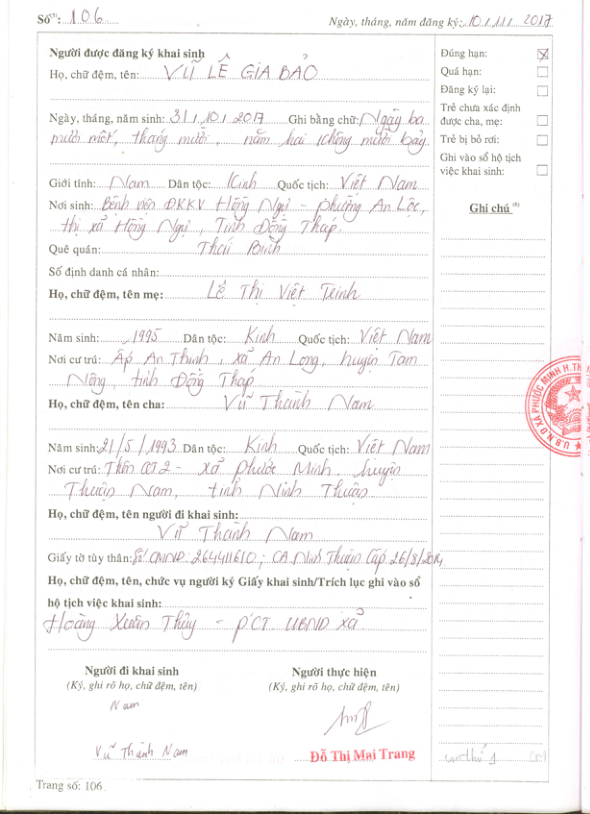 Số: 106
Ngày, tháng, năm đăng ký: 10/11/2017
Người được đăng ký khai sinh
Họ, chữ đệm, tên: VŨ LÊ GIA BẢO
Ngày, tháng, năm sinh: 31/10/2017 Ghi bằng chữ: Ngày ba
mươi mốt, tháng mười, năm hai không mười bảy
Giới tính: Nam Dân tộc: Kinh Quốc tịch: Việt Nam
Nơi sinh: Bệnh viện ĐKKV Hồng Ngự - phường An Lộc,
thị xã Hồng Ngự, Tỉnh Đồng Tháp
Quê quán: Thái Bình
Số định danh cá nhân:
Họ, chữ đệm, tên mẹ: Lê Thị Việt Trinh
Năm sinh: 1995 Dân tộc: Kinh Quốc tịch: Việt Nam
Nơi cư trú: Ấp An Thịnh, xã An Long, huyện Tam
Nông, tỉnh Đồng Tháp
Họ, chữ đệm, tên cha: Vũ Thành Nam
Năm sinh: 21/5/1993 Dân tộc: Kinh Quốc tịch: Việt Nam
Nơi cư trú: Thôn 2 - xã Phước Minh, huyện
Thuận Nam, tỉnh Ninh Thuận
Họ, chữ đệm, tên người đi khai sinh:
Vũ Thành Nam
Giấy tờ tùy thân: Số CMND: 264411610; CA Ninh Thuận Cấp 26/8/2014
Họ, chữ đệm, tên, chức vụ người ký Giấy khai sinh/Trích lục ghi vào sổ
hộ tịch việc khai sinh:
Hoàng Xuân Thủy - PCT. UBND xã
Người đi khai sinh
(Ký, ghi rõ họ, chữ đệm, tên)
Nam
Vũ Thành Nam
Người thực hiện
(Ký, ghi rõ họ, chữ đệm, tên)
Đỗ Thị Mai Trang
Đúng hạn:
Quá hạn:
Đăng ký lại:
Trẻ chưa xác định
được cha, mẹ:
Trẻ bị bỏ rơi:
Ghi vào sổ hộ tịch
việc khai sinh:
Ghi chú (8)
U.B.N.D XÃ PHƯỚC MINH H.TH
Trang số: 106